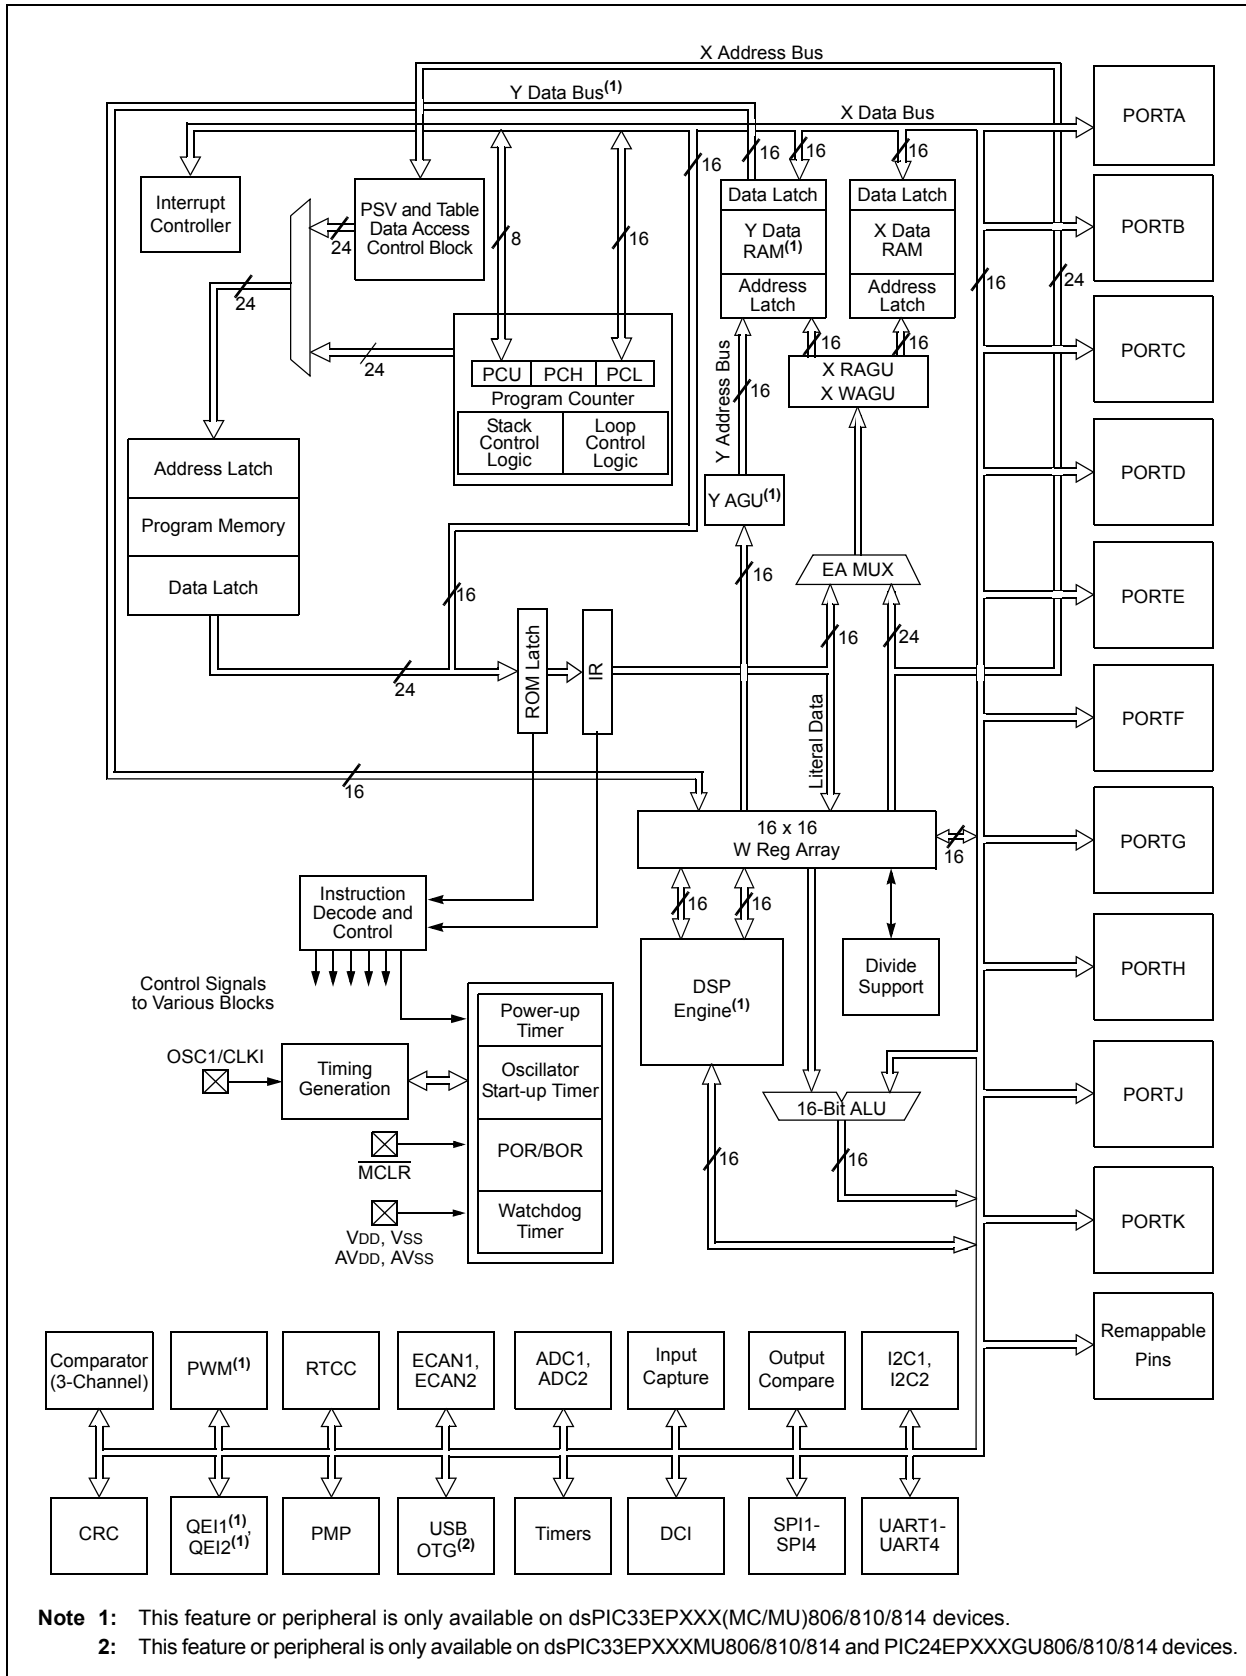 X Address Bus
Y Data Bus(1)
X Data Bus
PORTA
16
16
16
16
Interrupt
Controller
PSV and Table
Data Access
Control Block
24
8
16
Data Latch
Y Data
RAM(1)
Address
Latch
Data Latch
X Data
RAM
Address
Latch
PORTB
16
24
24
24
PORTC
16
16
PCU
PCH
PCL
Program Counter
Stack
Control
Logic
Loop
Control
Logic
Y Address Bus
16
X RAGU
X WAGU
Address Latch
Program Memory
Data Latch
Y AGU(1)
PORTD
16
EA MUX
16
PORTE
16
24
24
ROM Latch
IR
Literal Data
PORTF
16
16 x 16
W Reg Array
16
PORTG
Instruction
Decode and
Control
16
16
Control Signals
to Various Blocks
DSP
Engine(1)
Divide
Support
PORTH
Power-up
Timer
OSC1/CLKI
Timing
Generation
Oscillator
Start-up Timer
16-Bit ALU
PORTJ
MCLR
POR/BOR
16
16
VDD, VSS
AVDD, AVSS
Watchdog
Timer
PORTK
Remappable
Pins
Comparator
(3-Channel)
PWM(1)
RTCC
ECAN1,
ECAN2
ADC1,
ADC2
Input
Capture
Output
Compare
I2C1,
I2C2
CRC
QEI1(1),
QEI2(1)
PMP
USB
OTG(2)
Timers
DCI
SPI1-
SPI4
UART1-
UART4
Note 1: This feature or peripheral is only available on dsPIC33EPXXX(MC/MU)806/810/814 devices.
2: This feature or peripheral is only available on dsPIC33EPXXXMU806/810/814 and PIC24EPXXXGU806/810/814 devices.